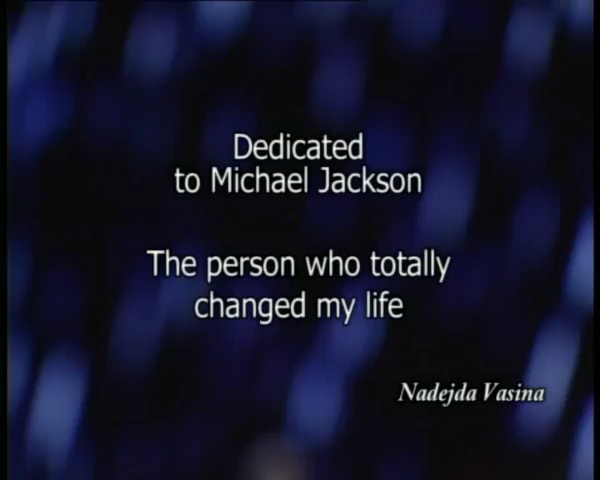 Dedicated
to Michael Jackson
The person who totally
changed my life
Nadejda Vasina